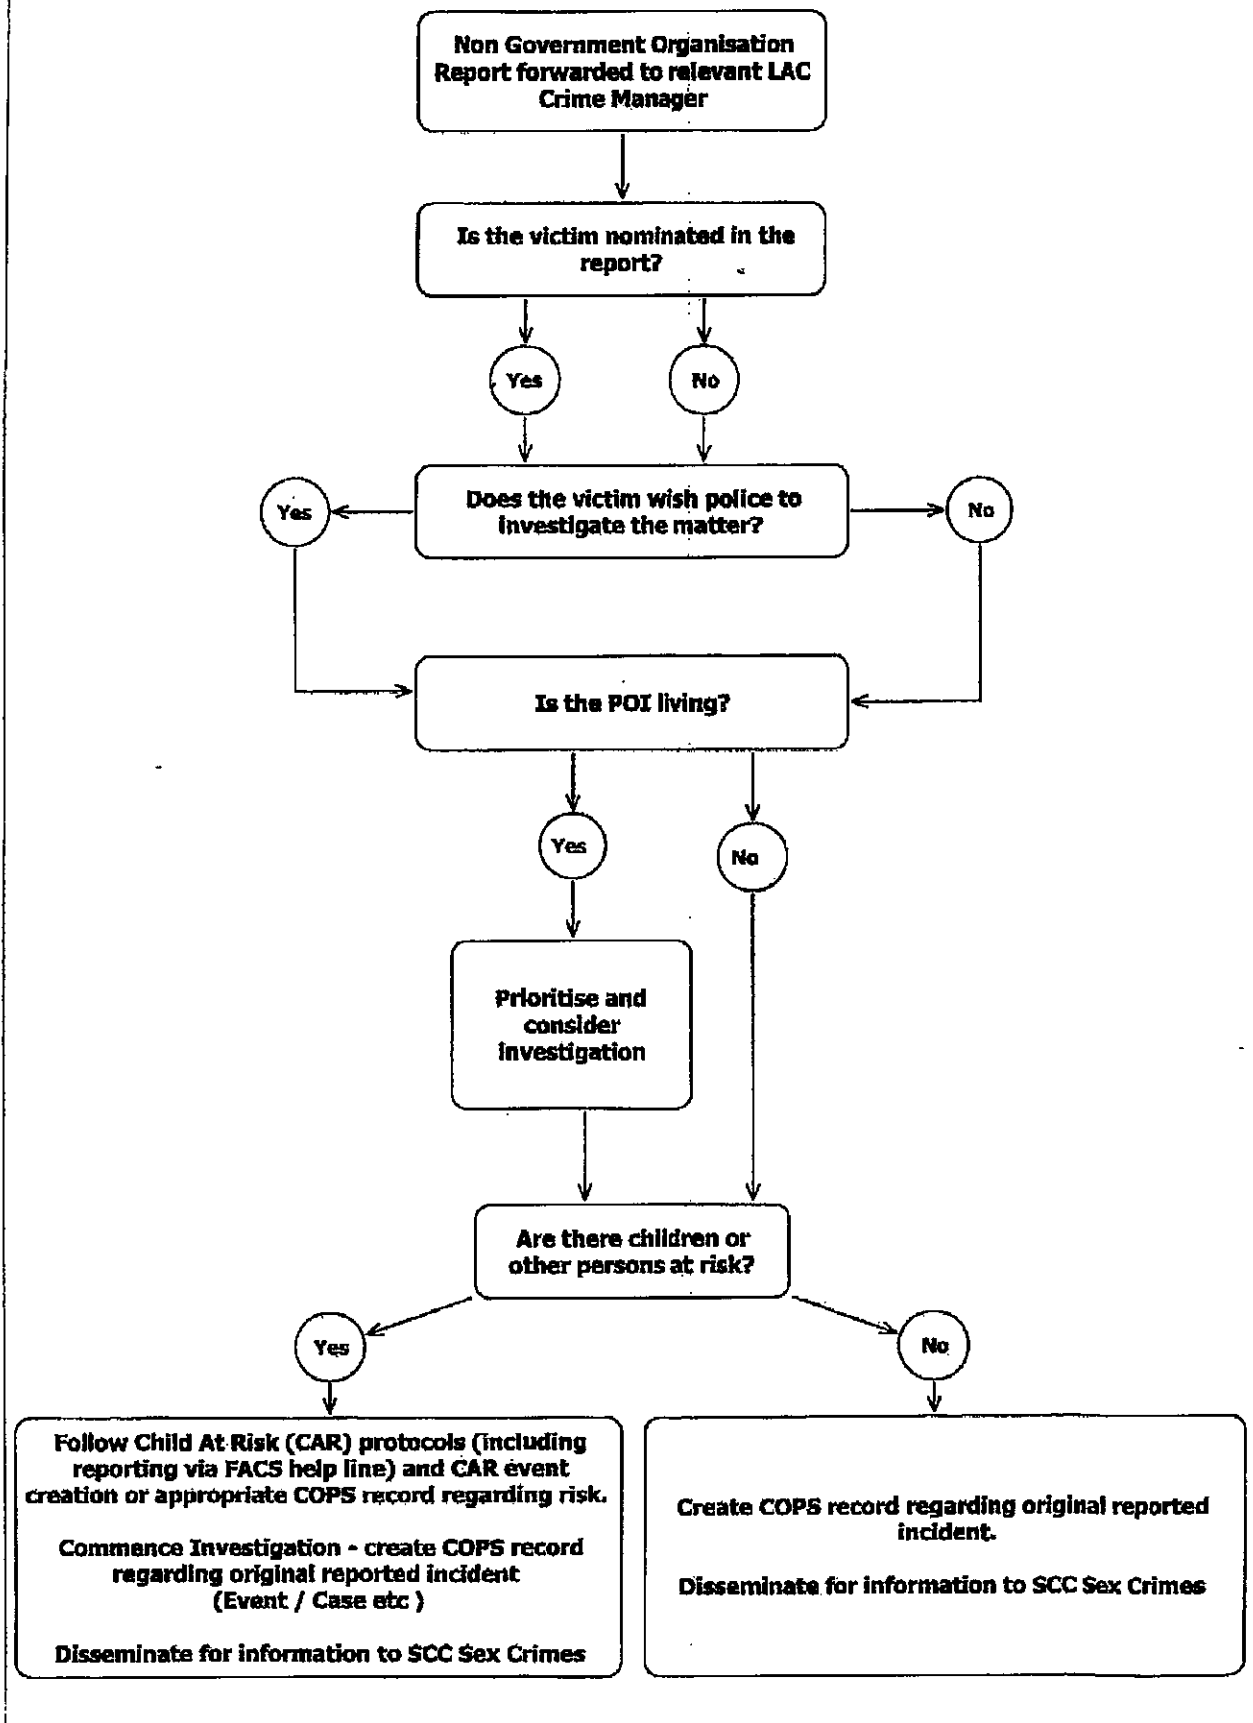 Non Government Organisation
Report forwarded to relevant LAC
Crime Manager
Is the victim nominated in the
report?
Yes
No
Does the victim wish police to
investigate the matter?
Yes
No
Is the POI living?
Yes
No
Prioritise and
consider
investigation
Are there children or
other persons at risk?
Yes
No
Follow Child At Risk (CAR) protocols (including
reporting via FACS help line) and CAR event
creation or appropriate COPS record regarding risk.
Commence Investigation - create COPS record
regarding original reported incident
(Event / Case etc )
Disseminate for information to SCC Sex Crimes
Create COPS record regarding original reported
incident.
Disseminate for information to SCC Sex Crimes